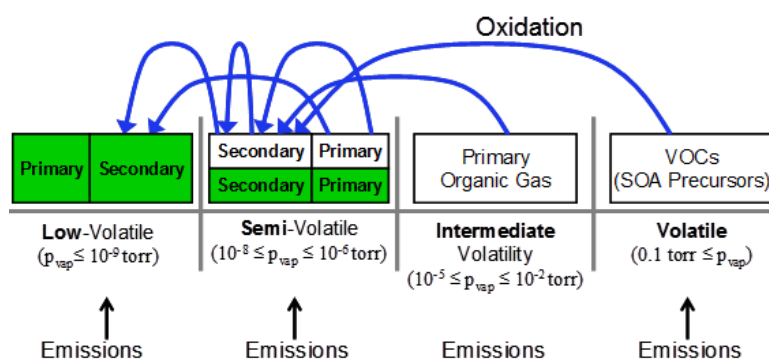 Oxidation
Primary
Secondary
Secondary
Primary
Secondary
Primary
Primary
Organic Gas
VOCs
(SOA Precursors)
Low-Volatile
(pvap ≤ 10-9 torr)
Semi-Volatile
(10-8 ≤ pvap ≤ 10-6 torr)
Intermediate
Volatility
(10-5 ≤ pvap ≤ 10-2 torr)
Volatile
(0.1 torr ≤ pvap)
Emissions
Emissions
Emissions
Emissions